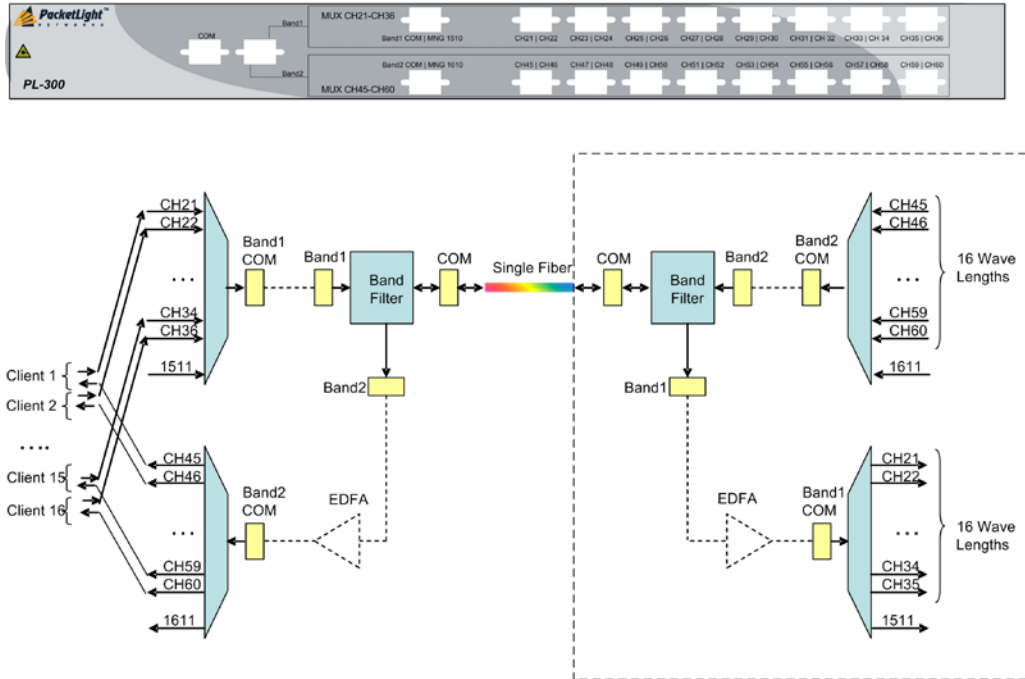 PacketLight™
NETWORKS
PL-300
COM
Band1
Band2
MUX CH21-CH36
Band1 COM | MNG 1510
CH21 | CH22
CH23 | CH24
CH25 | CH26
CH27 | CH28
CH29 | CH30
CH31 | CH 32
CH33 | CH 34
CH35 | CH36
Band2 COM | MNG 1610
CH45 | CH46
CH47 | CH48
CH49 | CH50
CH51 | CH52
CH53 | CH54
CH55 | CH56
CH57 | CH58
CH59 | CH60
MUX CH45-CH60
CH21
CH22
...
CH34
CH36
1511
Band1
COM
Band1
Band
Filter
COM
Single Fiber
COM
Band
Filter
Band2
Band2
COM
CH45
CH46
...
CH59
CH60
1611
16 Wave
Lengths
Client 1
Client 2
....
Client 15
Client 16
Band2
Band1
CH45
CH46
...
CH59
CH60
1611
Band2
COM
EDFA
EDFA
Band1
COM
CH21
CH22
...
CH34
CH35
1511
16 Wave
Lengths